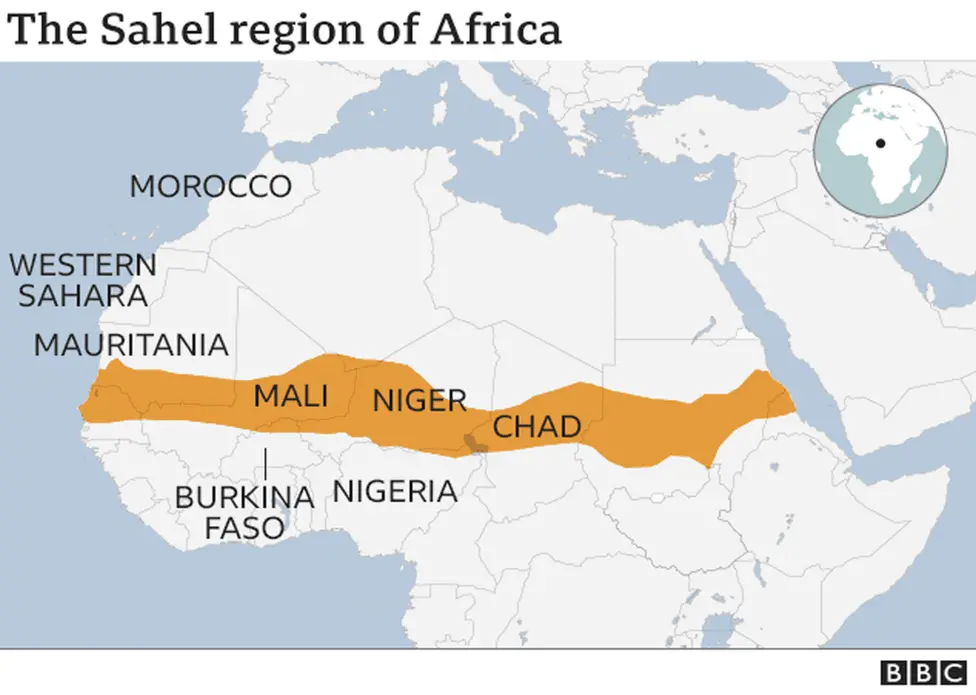 The Sahel region of Africa
MOROCCO
WESTERN
SAHARA
MAURITANIA
MALI
NIGER
CHAD
BURKINA
FASO
NIGERIA
BBC